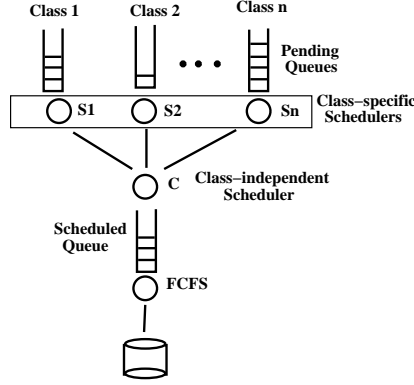 Class 1
Class 2
Class n
Pending
Queues
S1
S2
Sn
Class-specific
Schedulers
C
Class-independent
Scheduler
Scheduled
Queue
FCFS